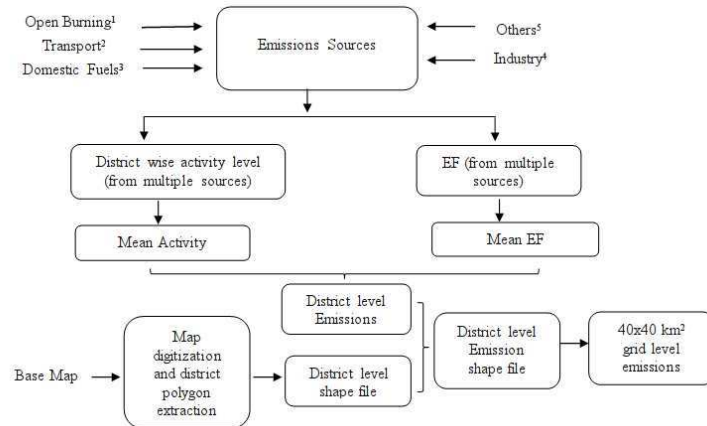 Open Burning¹
Transport²
Domestic Fuels³
Emissions Sources
Others⁵
Industry⁴
District wise activity level
(from multiple sources)
EF (from multiple
sources)
Mean Activity
Mean EF
District level
Emissions
Base Map
Map
digitization
and district
polygon
extraction
District level
shape file
District level
Emission
shape file
40x40 km²
grid level
emissions